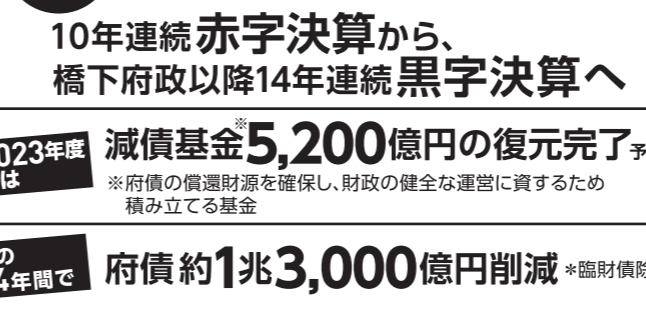 10年連続赤字決算から、
橋下府政以降14年連続黒字決算へ
023年度
は
減債基金※5,200億円の復元完了予
※府債の償還財源を確保し、財政の健全な運営に資するため
積み立てる基金
の
4年間で
府債約1兆3,000億円削減 *臨財債除